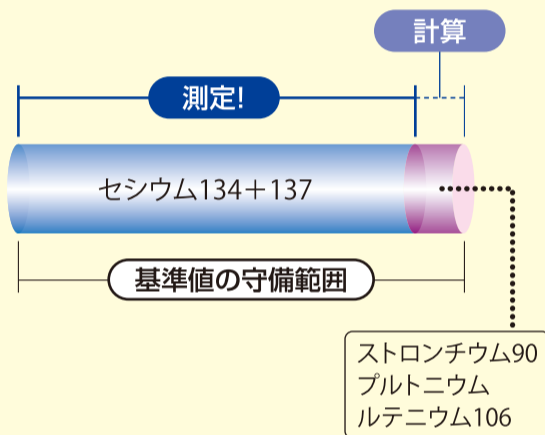 計算
測定!
セシウム134+137
基準値の守備範囲
ストロンチウム90
プルトニウム
ルテニウム106